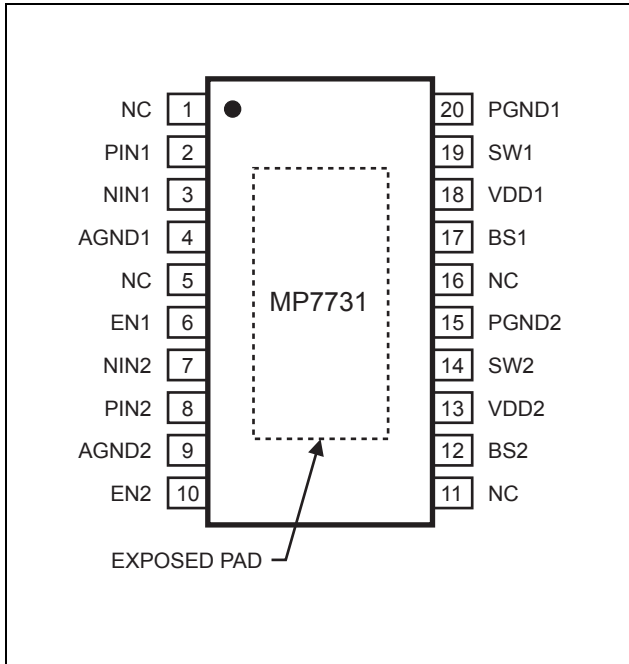 NC 1 20 PGND1
PIN1 2 19 SW1
NIN1 3 18 VDD1
AGND1 4 17 BS1
NC 5 16 NC
MP7731
EN1 6 15 PGND2
NIN2 7 14 SW2
PIN2 8 13 VDD2
AGND2 9 12 BS2
EN2 10 11 NC
EXPOSED PAD